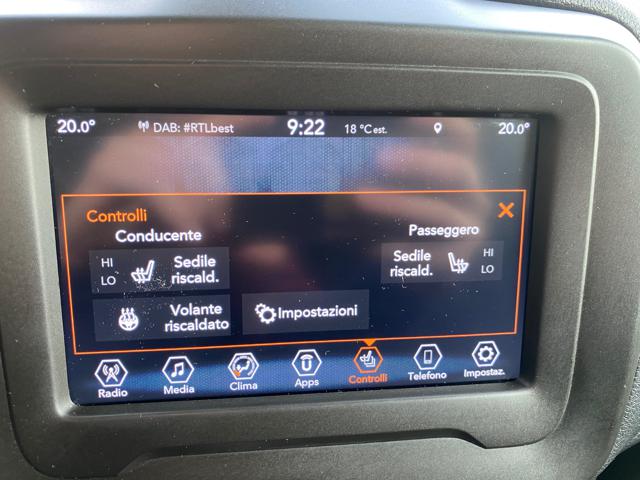 20.0° DAB: #RTLbest 9:22 18 °C est. 20.0°
Controlli
Conducente
Passeggero
HI
LO
Sedile
riscald.
Sedile
riscald.
HI
LO
Volante
riscaldato
Impostazioni
Radio Media Clima Apps Controlli Telefono Impostaz.